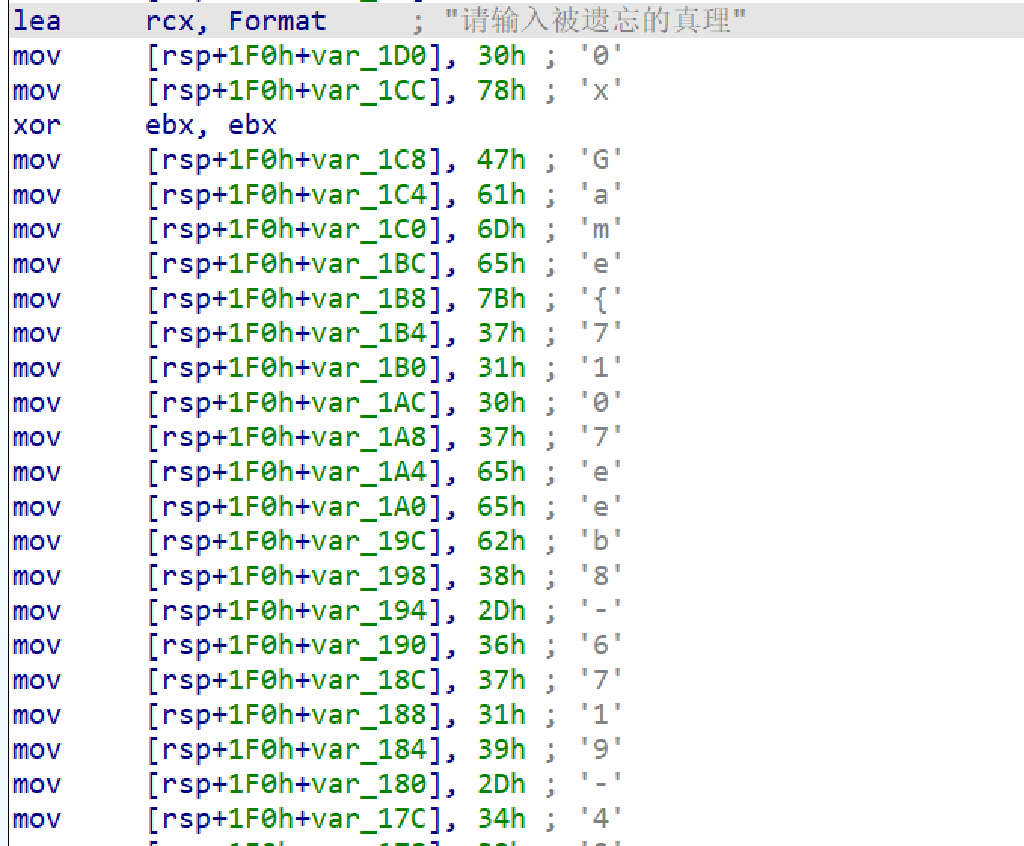 lea rcx, Format ; "请输入被遗忘的真理"
mov [rsp+1F0h+var_1D0], 30h ; '0'
mov [rsp+1F0h+var_1CC], 78h ; 'x'
xor ebx, ebx
mov [rsp+1F0h+var_1C8], 47h ; 'G'
mov [rsp+1F0h+var_1C4], 61h ; 'a'
mov [rsp+1F0h+var_1C0], 6Dh ; 'm'
mov [rsp+1F0h+var_1BC], 65h ; 'e'
mov [rsp+1F0h+var_1B8], 7Bh ; '{'
mov [rsp+1F0h+var_1B4], 37h ; '7'
mov [rsp+1F0h+var_1B0], 31h ; '1'
mov [rsp+1F0h+var_1AC], 30h ; '0'
mov [rsp+1F0h+var_1A8], 37h ; '7'
mov [rsp+1F0h+var_1A4], 65h ; 'e'
mov [rsp+1F0h+var_1A0], 65h ; 'e'
mov [rsp+1F0h+var_19C], 62h ; 'b'
mov [rsp+1F0h+var_198], 38h ; '8'
mov [rsp+1F0h+var_194], 2Dh ; '-'
mov [rsp+1F0h+var_190], 36h ; '6'
mov [rsp+1F0h+var_18C], 37h ; '7'
mov [rsp+1F0h+var_188], 31h ; '1'
mov [rsp+1F0h+var_184], 39h ; '9'
mov [rsp+1F0h+var_180], 2Dh ; '-'
mov [rsp+1F0h+var_17C], 34h ; '4'